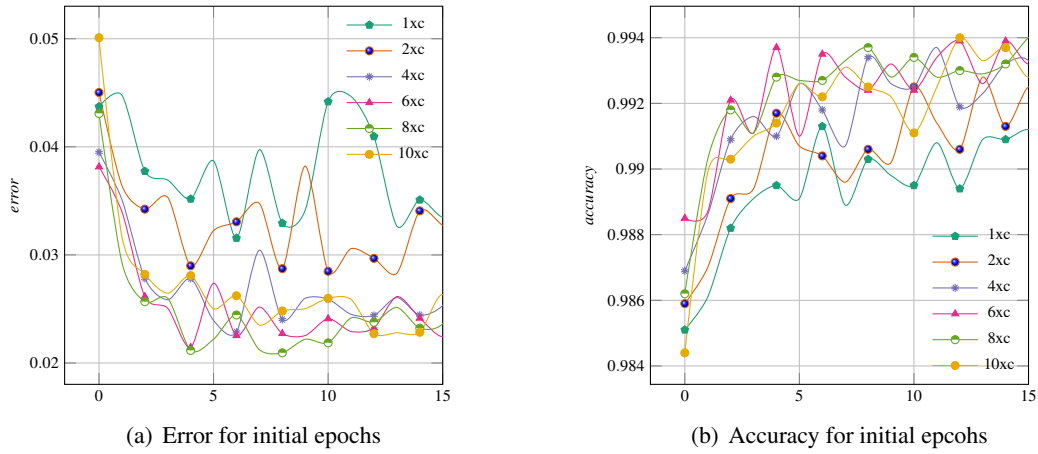 error
0.05
0.04
0.03
0.02
0
5
10
15
1xc
2xc
4xc
6xc
8xc
10xc
(a) Error for initial epochs
accuracy
0.994
0.992
0.99
0.988
0.986
0.984
0
5
10
15
1xc
2xc
4xc
6xc
8xc
10xc
(b) Accuracy for initial epcohs